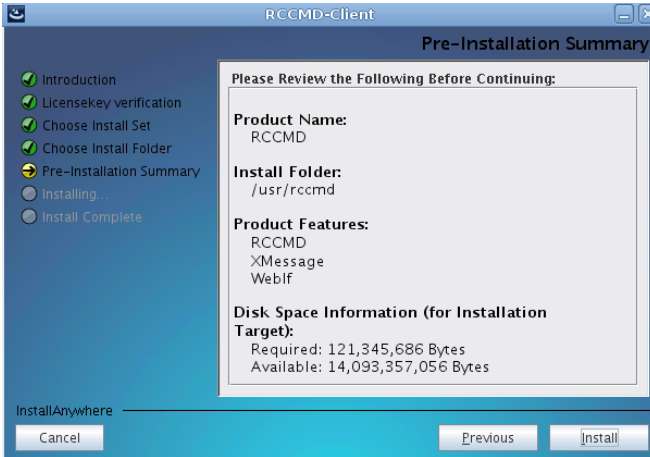 RCCMD-Client
Pre-Installation Summary
Introduction
Licensekey verification
Choose Install Set
Choose Install Folder
Pre-Installation Summary
Installing...
Install Complete
Please Review the Following Before Continuing:
Product Name:
RCCMD
Install Folder:
/usr/rccmd
Product Features:
RCCMD
XMessage
WebIf
Disk Space Information (for Installation
Target):
Required: 121,345,686 Bytes
Available: 14,093,357,056 Bytes
InstallAnywhere
Cancel
Previous
Install